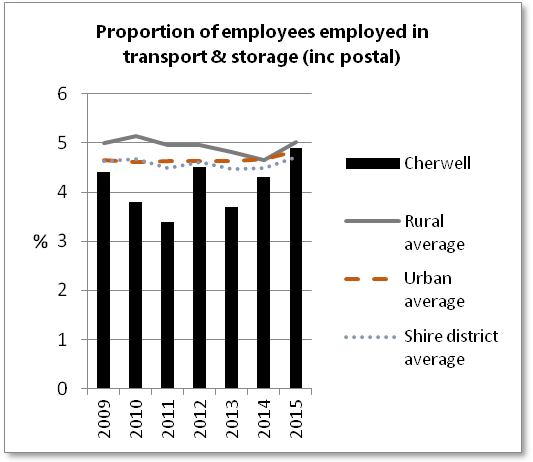 Proportion of employees employed in
transport & storage (inc postal)
6
5
4
3
2
1
0
%
2009
2010
2011
2012
2013
2014
2015
Cherwell
Rural
average
Urban
average
Shire district
average